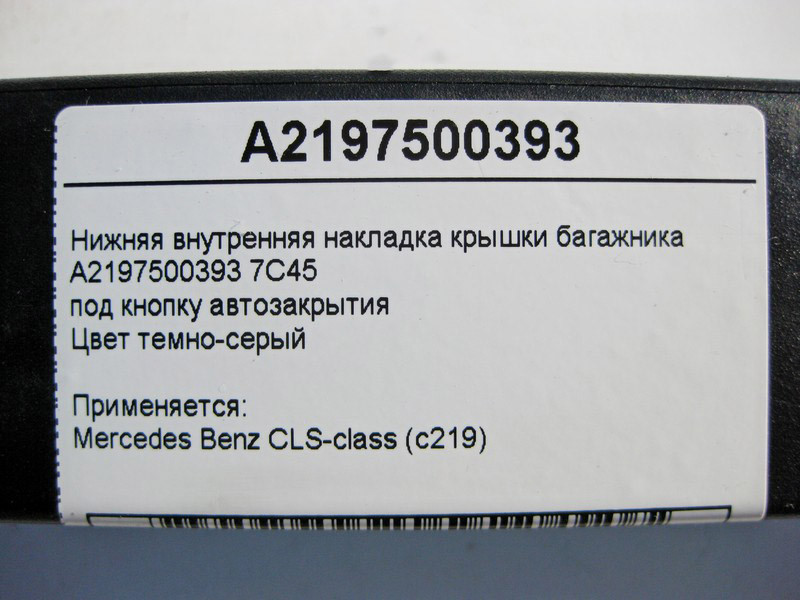 A2197500393
Нижняя внутренняя накладка крышки багажника
A2197500393 7C45
под кнопку автозакрытия
Цвет темно-серый
Применяется:
Mercedes Benz CLS-class (c219)